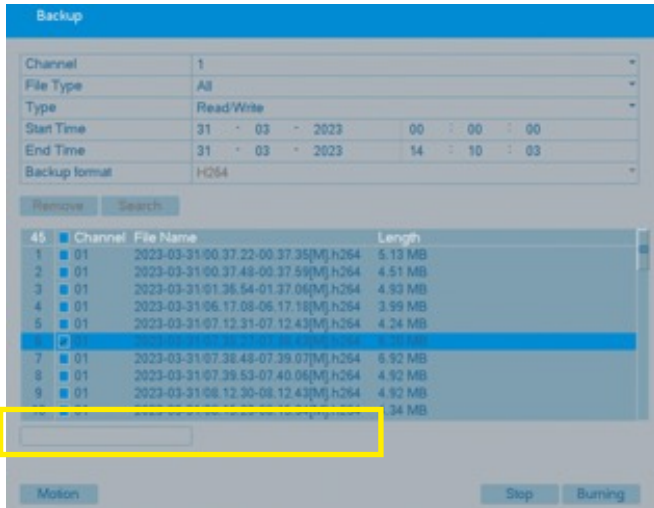 Backup
Channel 1
File Type All
Type Read/Write
Start Time 31 - 03 - 2023 00 : 00 : 00
End Time 31 - 03 - 2023 14 : 10 : 03
Backup format H264
Remove Search
45 Channel File Name Length
1 01 2023-03-31/00.37.22-00.37.35[M].h264 5.13 MB
2 01 2023-03-31/00.37.48-00.37.59[M].h264 4.51 MB
3 01 2023-03-31/01.36.54-01.37.06[M].h264 4.93 MB
4 01 2023-03-31/06.17.08-06.17.18[M].h264 3.99 MB
5 01 2023-03-31/07.12.31-07.12.43[M].h264 4.24 MB
6 01
7 01 2023-03-31/07.38.48-07.39.07[M].h264 6.92 MB
8 01 2023-03-31/07.39.53-07.40.06[M].h264 4.92 MB
9 01 2023-03-31/08.12.30-08.12.43[M].h264 4.92 MB
10 01
Motion Stop Burning